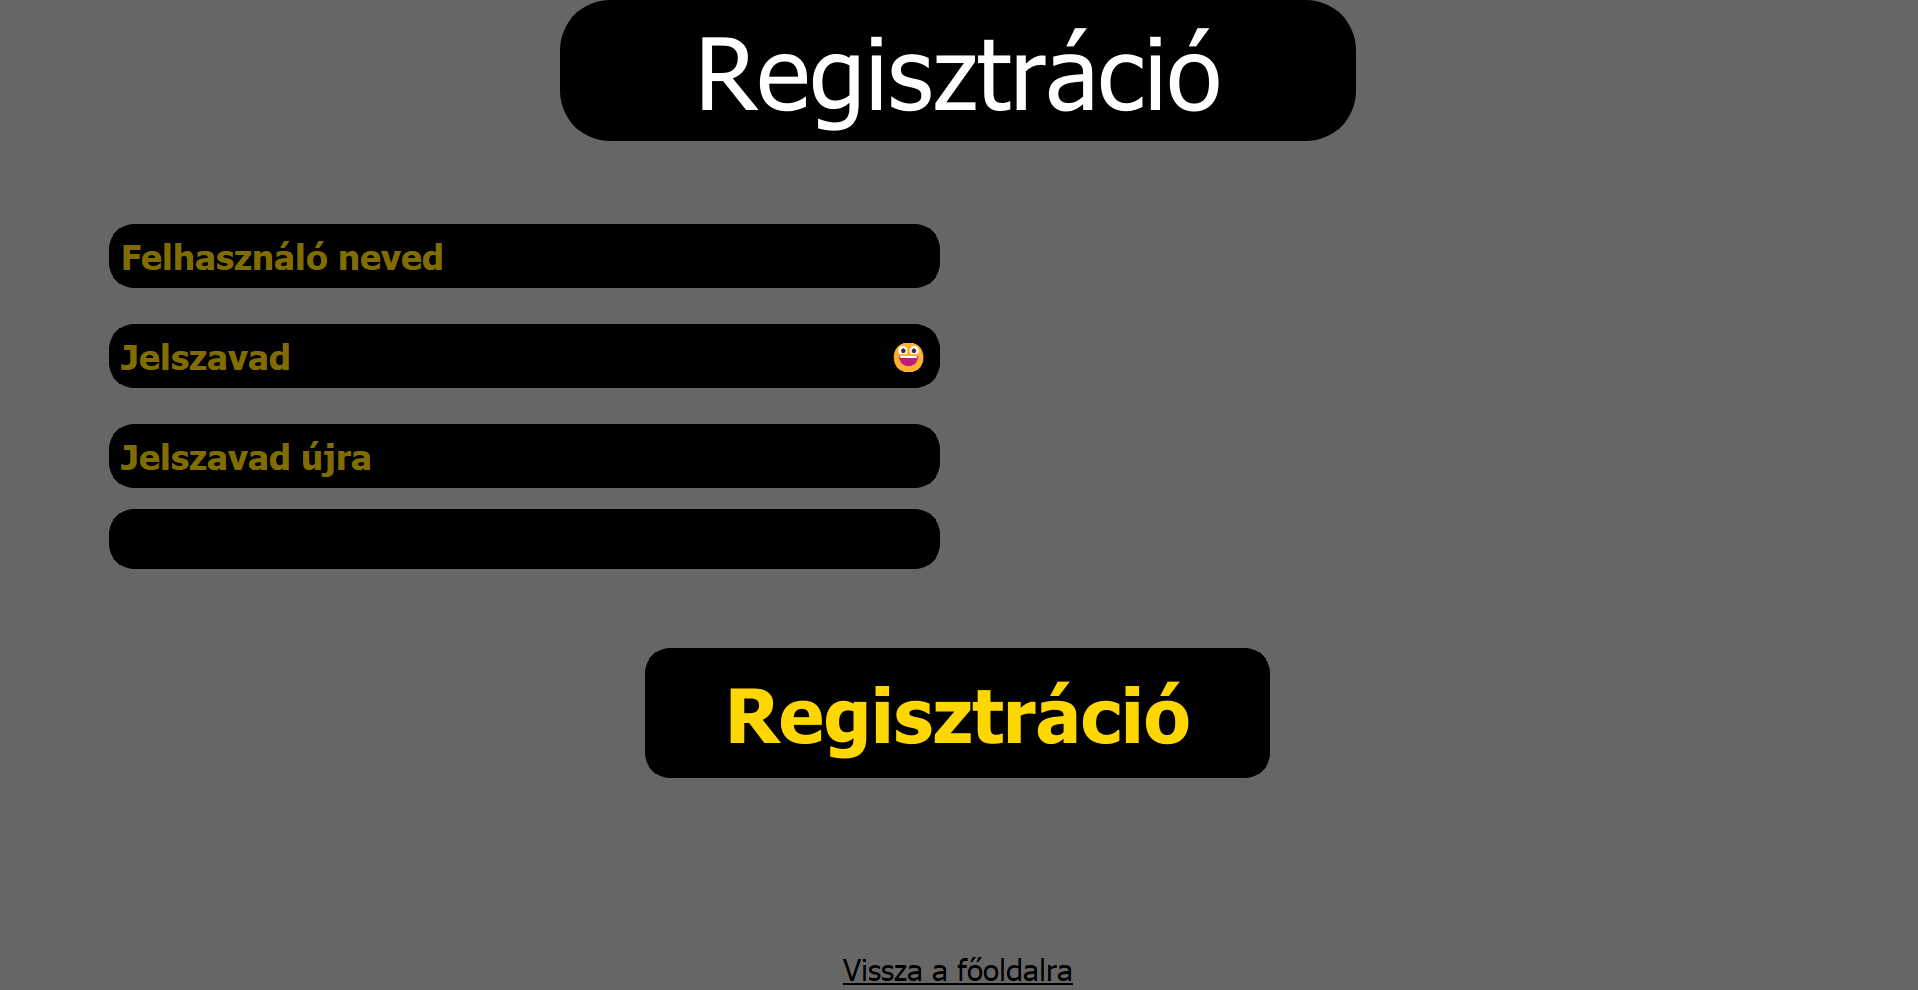 Regisztráció
Felhasználó neved
Jelszavad
Jelszavad újra
Regisztráció
Vissza a főoldalra